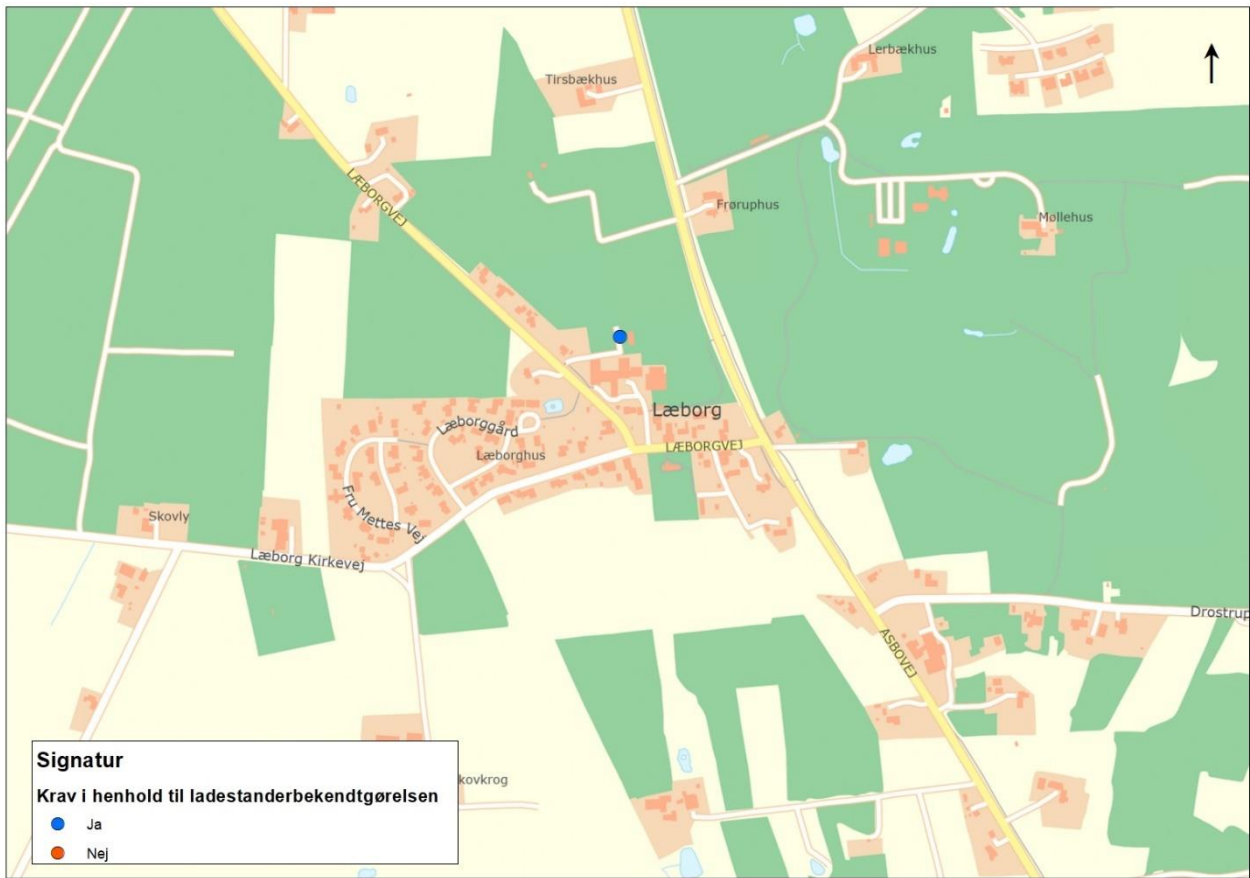 Lerbækhus
Tirsbækhus
LÆBORGVEJ
Frøruphus
Møllehus
Læborg
Læborggård
LÆBORGVEJ
Læborghus
Fru Mettes Vej
Skovly
Læborg Kirkevej
Drostrup
ASBOVEJ
Signatur
Krav i henhold til ladestanderbekendtgørelsen
kovkrog
Ja
Nej